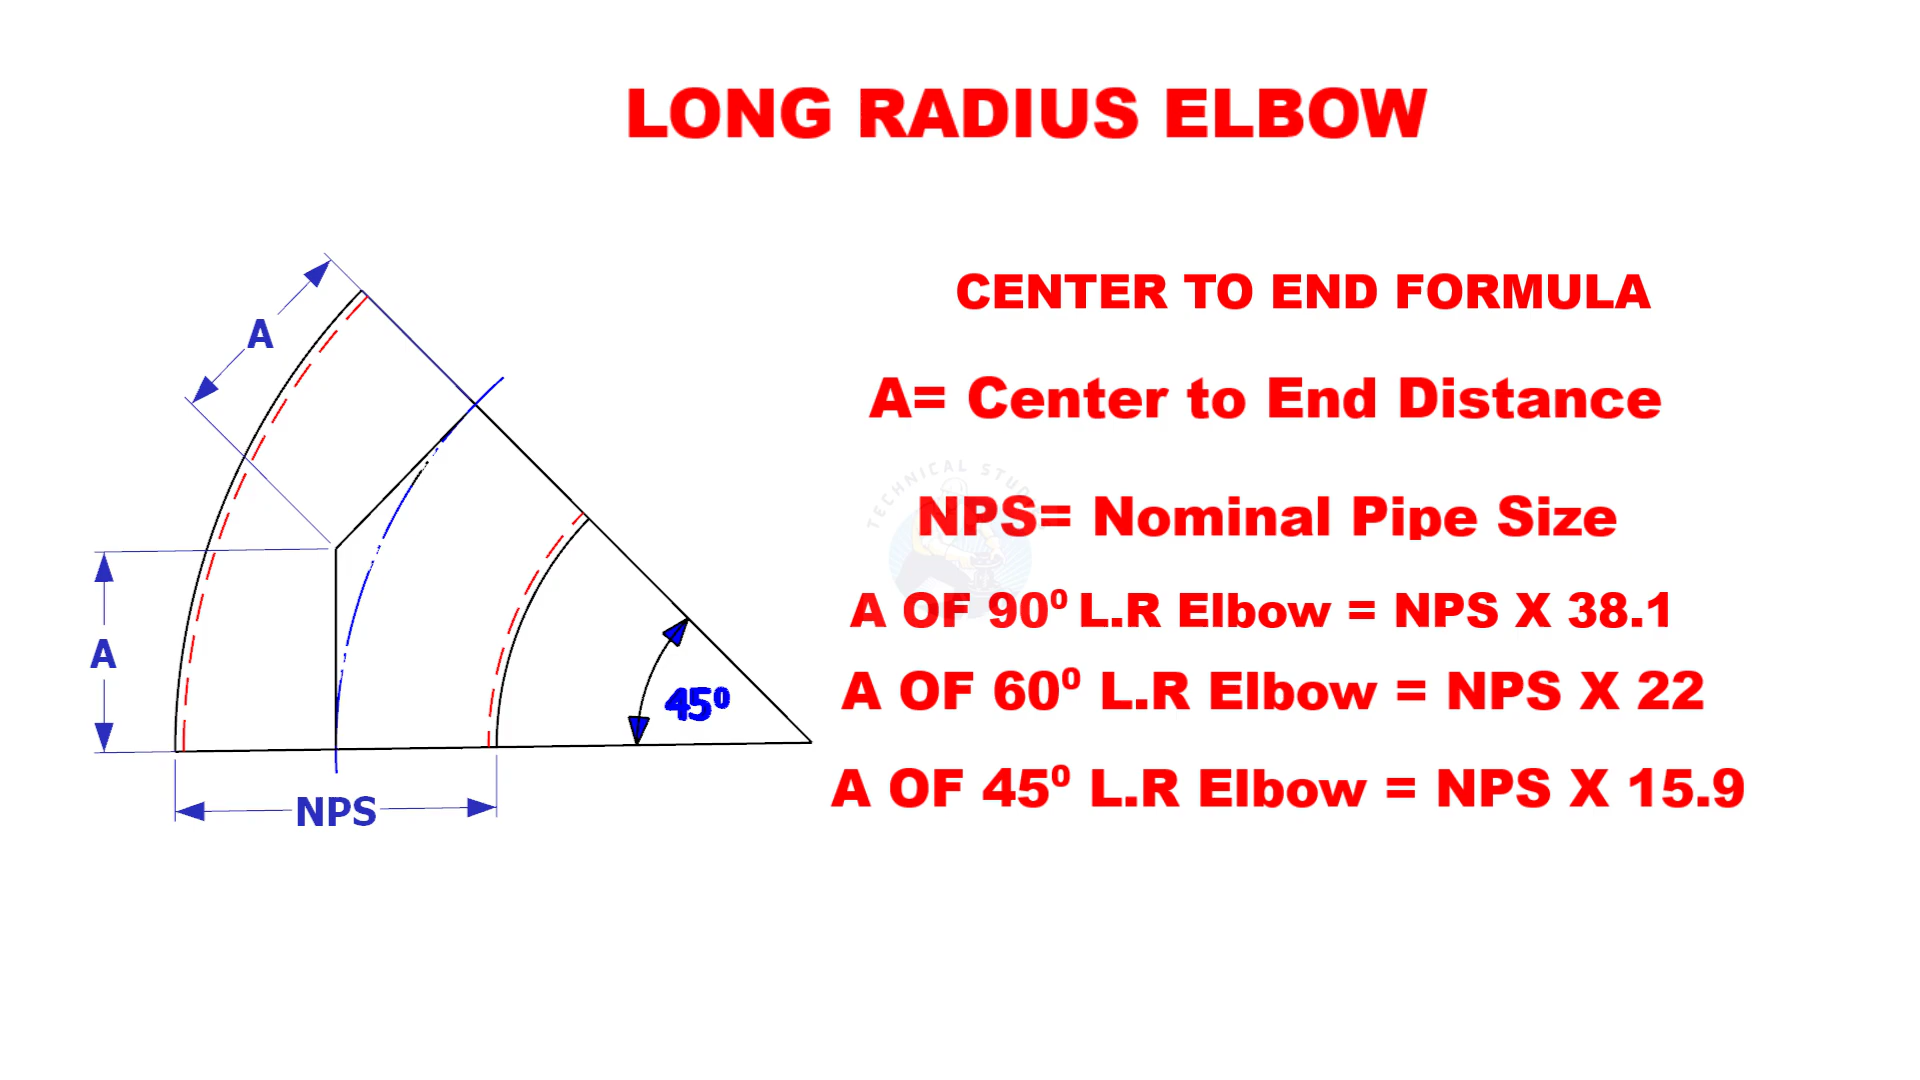 LONG RADIUS ELBOW
CENTER TO END FORMULA
A= Center to End Distance
NPS= Nominal Pipe Size
A OF 90⁰ L.R Elbow = NPS X 38.1
A OF 60⁰ L.R Elbow = NPS X 22
A OF 45⁰ L.R Elbow = NPS X 15.9
A
A
45⁰
NPS
TECHNICAL